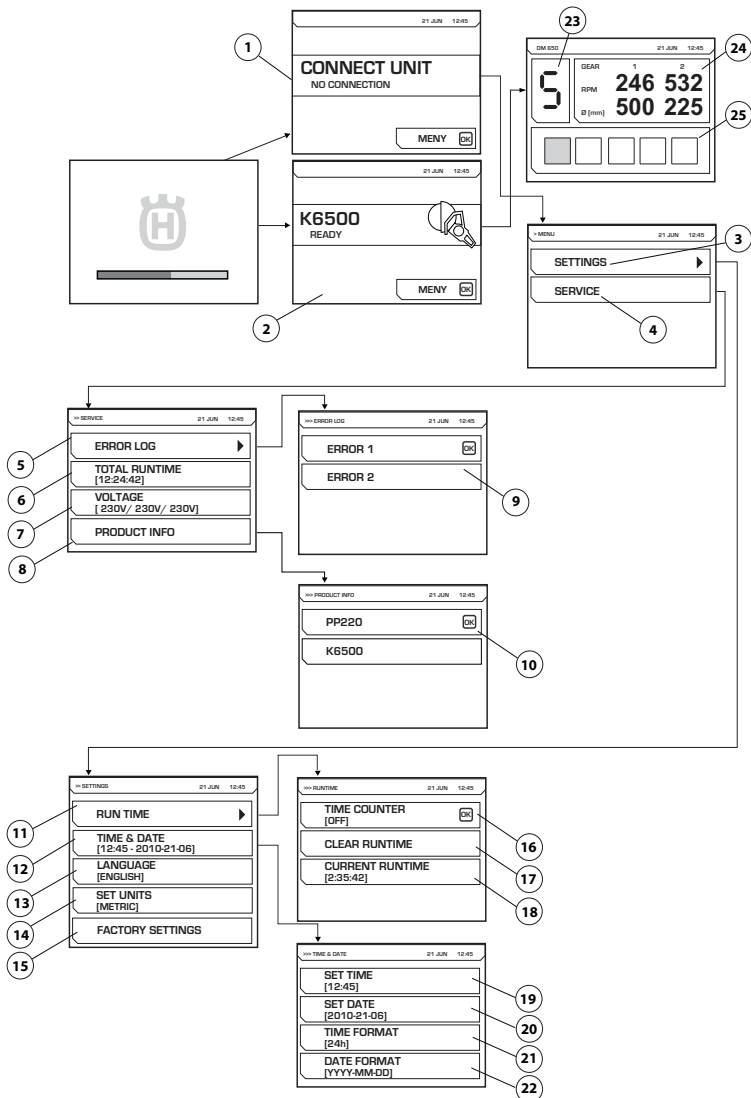 21 JUN 12:45
CONNECT UNIT
NO CONNECTION
MENY OK
1
H
21 JUN 12:45
K6500
READY
MENY OK
2
23
DM 650 21 JUN 12:45
24
GEAR 1 2
RPM 246 532
Ø [mm] 500 225
5
25
> MENU 21 JUN 12:45
SETTINGS
3
SERVICE
4
>> SERVICE 21 JUN 12:45
ERROR LOG
5
TOTAL RUNTIME
[12:24:42]
6
VOLTAGE
[ 230V/ 230V/ 230V]
7
PRODUCT INFO
8
>>> ERROR LOG 21 JUN 12:45
ERROR 1 OK
ERROR 2
9
>>> PRODUCT INFO 21 JUN 12:45
PP220 OK
10
K6500
>> SETTINGS 21 JUN 12:45
RUN TIME
11
TIME & DATE
[12:45 - 2010-21-06]
12
LANGUAGE
[ENGLISH]
13
SET UNITS
[METRIC]
14
FACTORY SETTINGS
15
>>> RUNTIME 21 JUN 12:45
TIME COUNTER
[OFF] OK
16
CLEAR RUNTIME
17
CURRENT RUNTIME
[2:35:42]
18
>>> TIME & DATE 21 JUN 12:45
SET TIME
[12:45]
19
SET DATE
[2010-21-06]
20
TIME FORMAT
[24h]
21
DATE FORMAT
[YYYY-MM-DD]
22